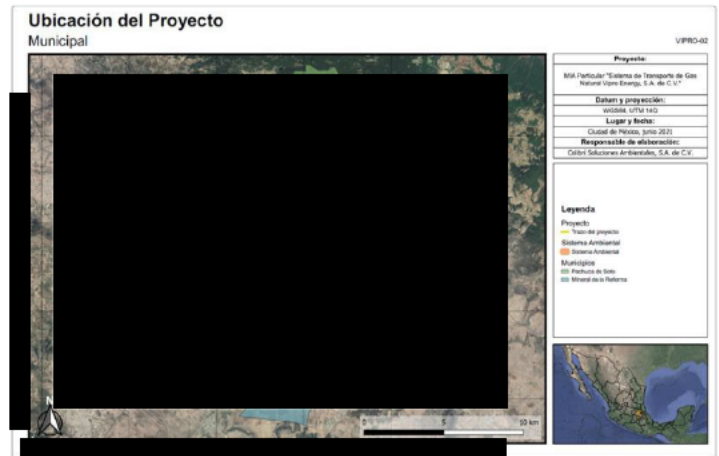 Ubicación del Proyecto
Municipal
VIPRO-02
Proyecto:
MIA Particular "Sistema de Transporte de Gas
Natural Vipro Energy, S.A. de C.V."
Datum y proyección:
WGS84, UTM 14Q
Lugar y fecha:
Ciudad de México, junio 2021
Responsable de elaboración:
Colibrí Soluciones Ambientales, S.A. de C.V.
Leyenda
Proyecto
Trazo del proyecto
Sistema Ambiental
Sistema Ambiental
Municipios
Pachuca de Soto
Mineral de la Reforma
N
0 5 10 km